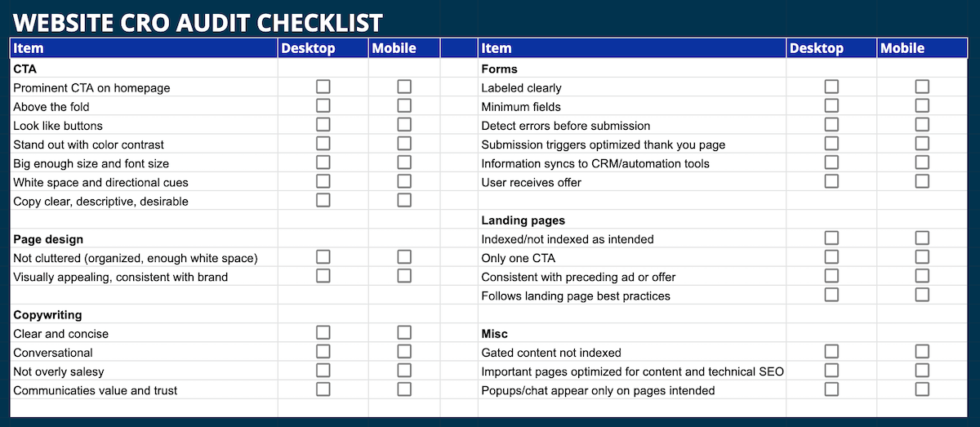 WEBSITE CRO AUDIT CHECKLIST
Item Desktop Mobile Item Desktop Mobile
CTA Forms
Prominent CTA on homepage Labeled clearly
Above the fold Minimum fields
Look like buttons Detect errors before submission
Stand out with color contrast Submission triggers optimized thank you page
Big enough size and font size Information syncs to CRM/automation tools
White space and directional cues User receives offer
Copy clear, descriptive, desirable
Landing pages
Page design Indexed/not indexed as intended
Not cluttered (organized, enough white space) Only one CTA
Visually appealing, consistent with brand Consistent with preceding ad or offer
Follows landing page best practices
Copywriting
Clear and concise Misc
Conversational Gated content not indexed
Not overly salesy Important pages optimized for content and technical SEO
Communicaties value and trust Popups/chat appear only on pages intended